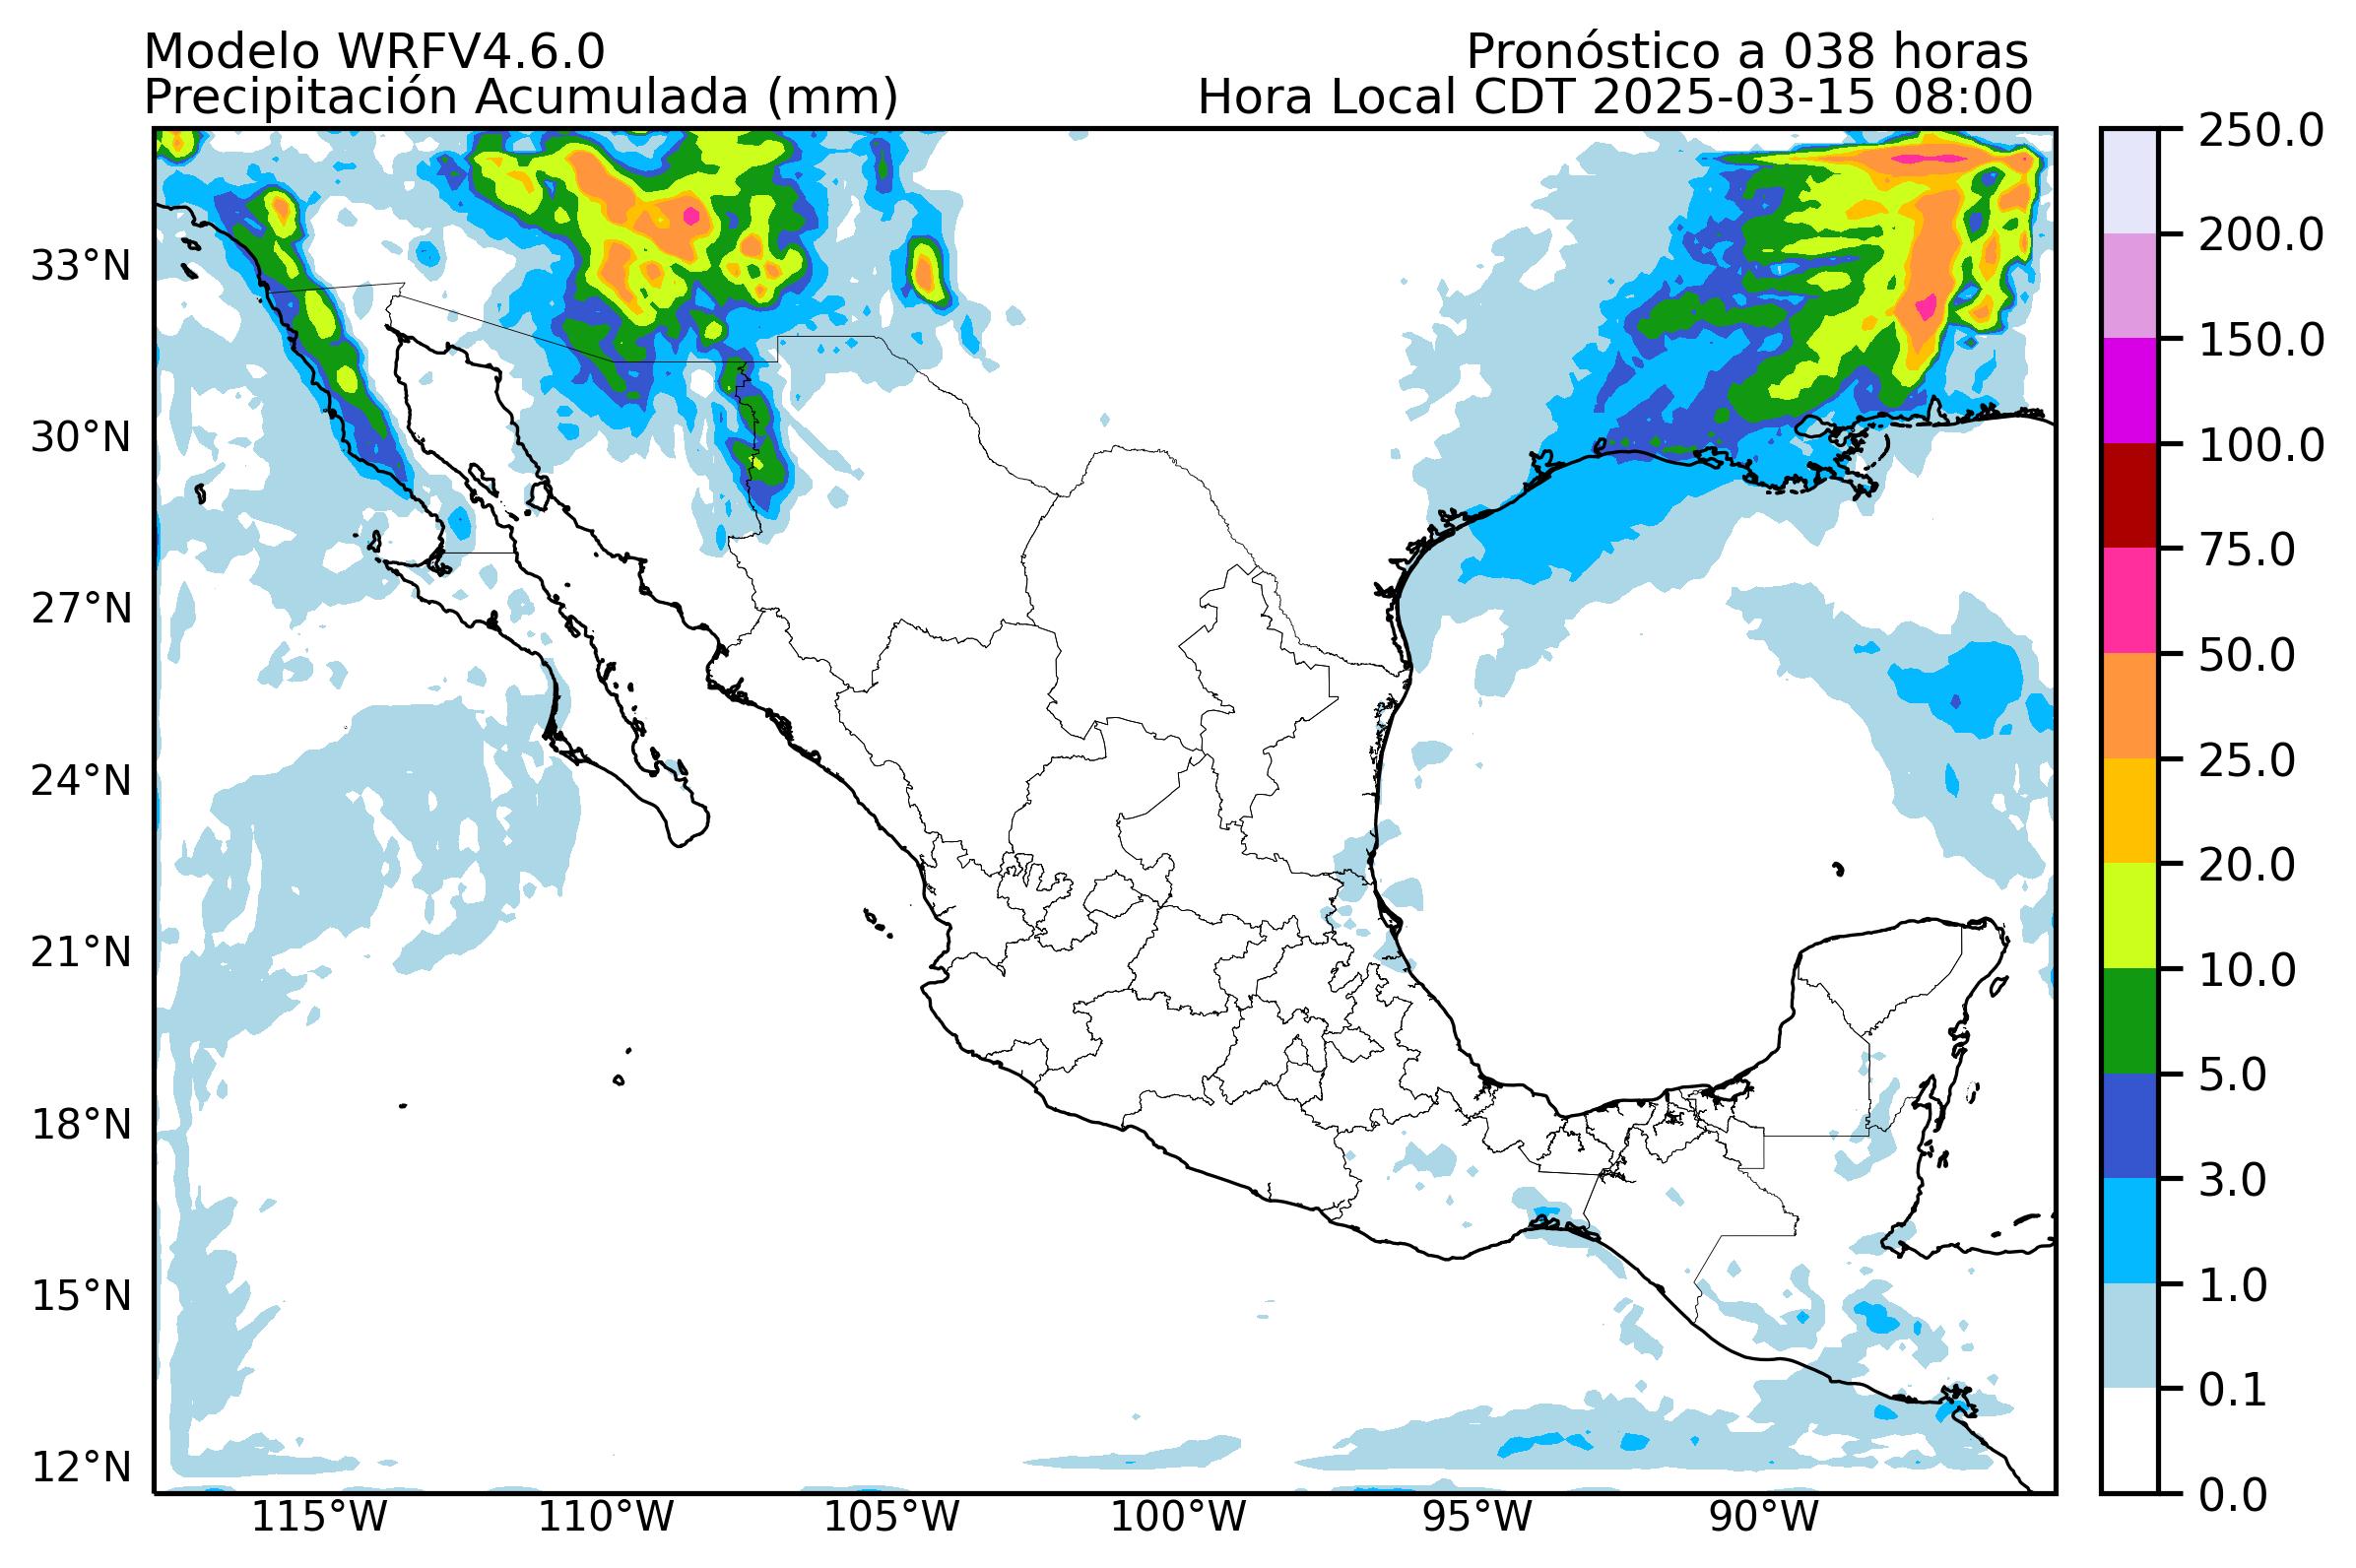 Modelo WRFV4.6.0
Pronóstico a 038 horas
Precipitación Acumulada (mm)
Hora Local CDT 2025-03-15 08:00
33°N
30°N
27°N
24°N
21°N
18°N
15°N
12°N
115°W
110°W
105°W
100°W
95°W
90°W
250.0
200.0
150.0
100.0
75.0
50.0
25.0
20.0
10.0
5.0
3.0
1.0
0.1
0.0